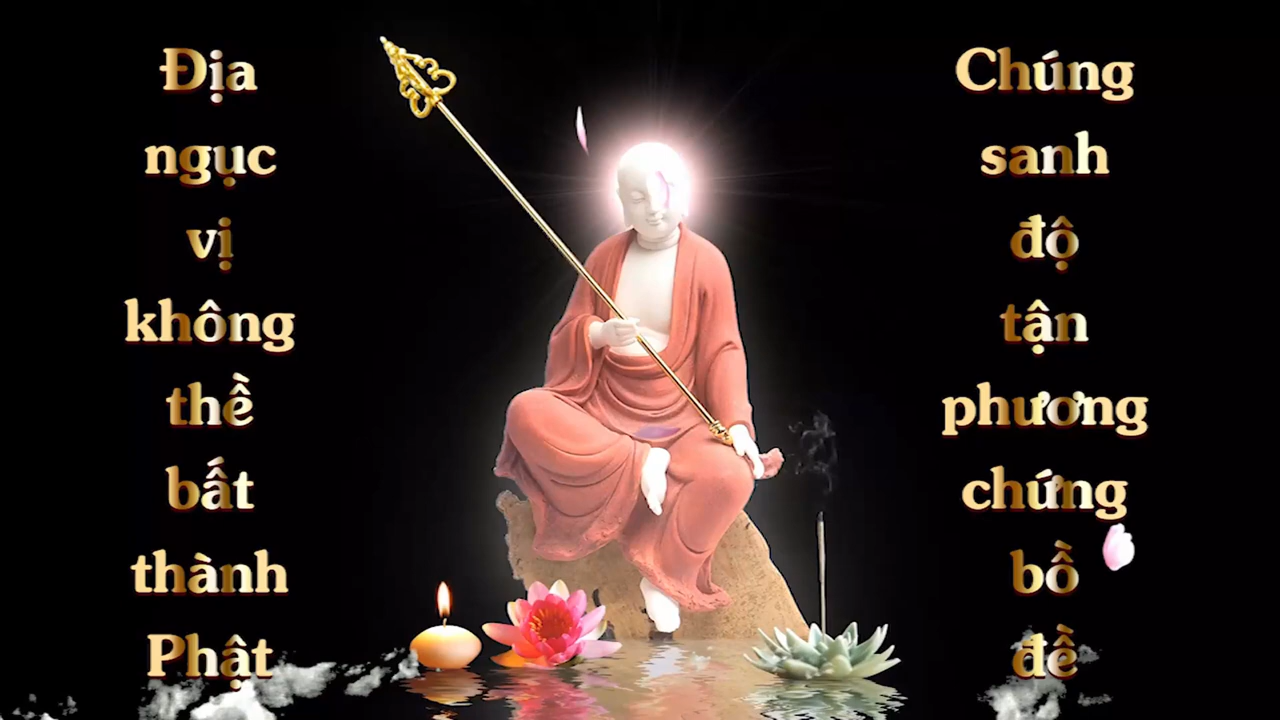 Địa
ngục
vị
không
thề
bất
thành
Phật
Chúng
sanh
độ
tận
phương
chứng
bồ
đề